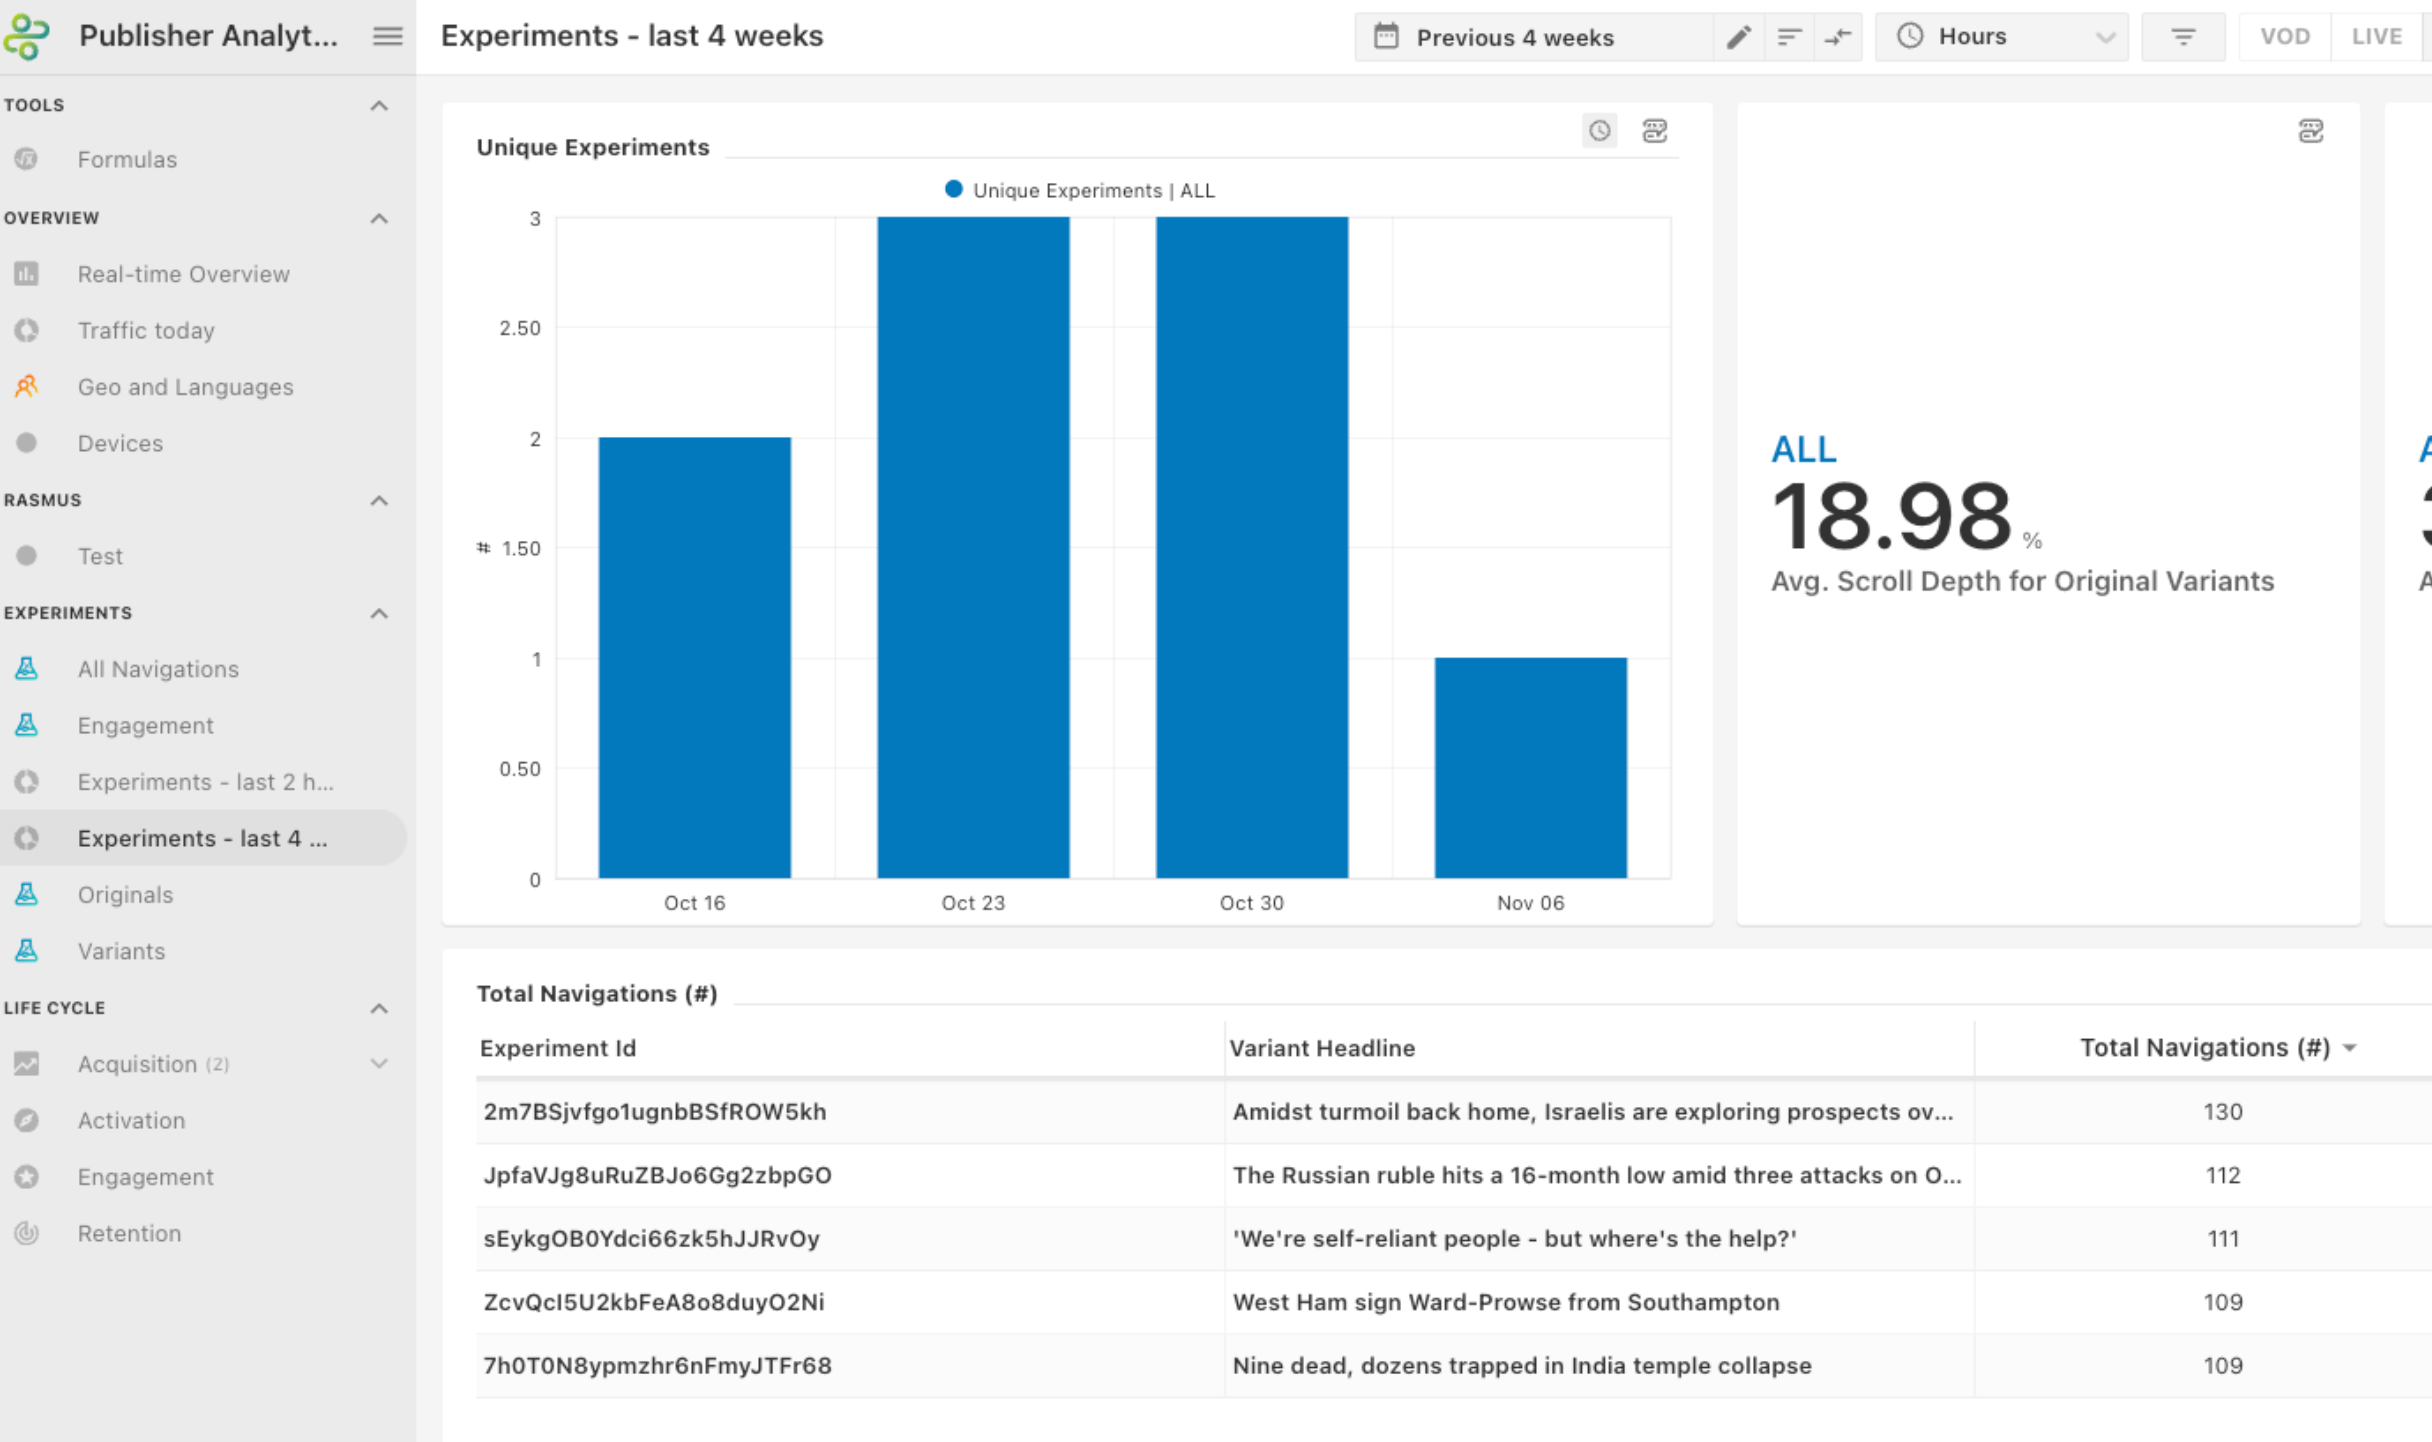 Publisher Analyt...
Experiments - last 4 weeks
Previous 4 weeks
Hours
VOD
LIVE
TOOLS
Formulas
OVERVIEW
Real-time Overview
Traffic today
Geo and Languages
Devices
RASMUS
Test
EXPERIMENTS
All Navigations
Engagement
Experiments - last 2 h...
Experiments - last 4 ...
Originals
Variants
LIFE CYCLE
Acquisition (2)
Activation
Engagement
Retention
Unique Experiments
Unique Experiments | ALL
3
2.50
2
# 1.50
1
0.50
0
Oct 16 Oct 23 Oct 30 Nov 06
ALL
18.98 %
Avg. Scroll Depth for Original Variants
Total Navigations (#)
Experiment Id Variant Headline Total Navigations (#)
2m7BSjvfgo1ugnbBSfROW5kh Amidst turmoil back home, Israelis are exploring prospects ov... 130
JpfaVJg8uRuZBJo6Gg2zbpGO The Russian ruble hits a 16-month low amid three attacks on O... 112
sEykgOB0Ydci66zk5hJJRvOy 'We're self-reliant people - but where's the help?' 111
ZcvQcI5U2kbFeA8o8duyO2Ni West Ham sign Ward-Prowse from Southampton 109
7h0T0N8ypmzhr6nFmyJTFr68 Nine dead, dozens trapped in India temple collapse 109